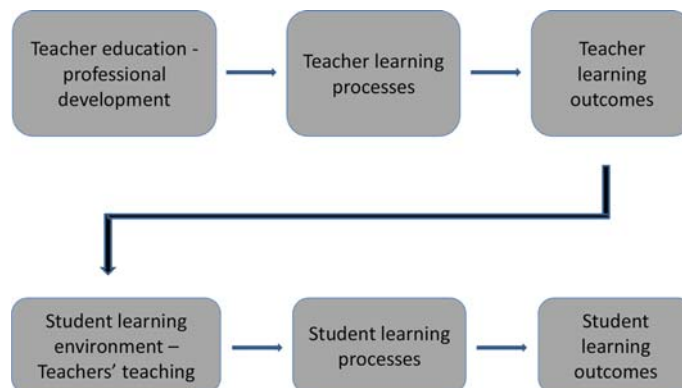 Teacher education -
professional
development
Teacher learning
processes
Teacher
learning
outcomes
Student learning
environment –
Teachers’ teaching
Student learning
processes
Student
learning
outcomes